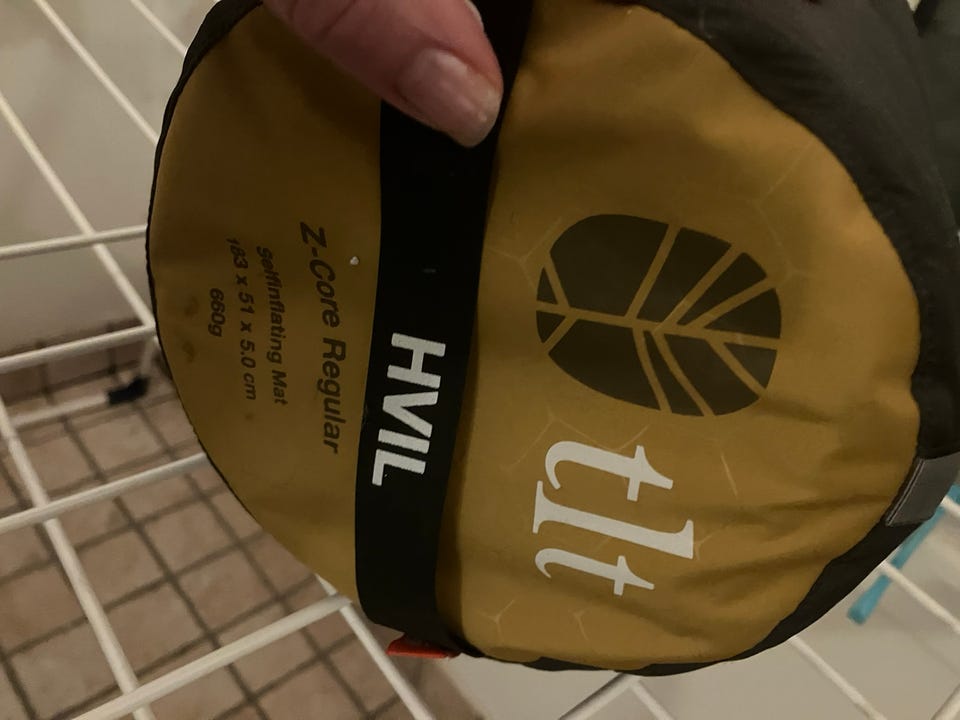 tlt
HVIL
Z-Core Regular
Selfinflating Mat
183 x 51 x 5.0 cm
660g